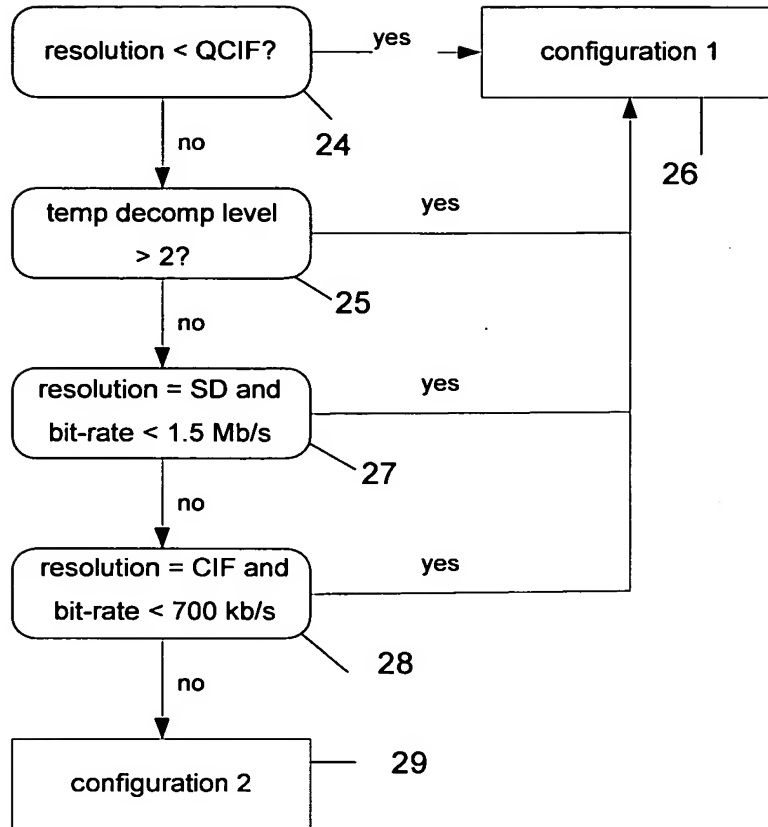 resolution < QCIF?
yes
configuration 1
24
no
26
temp decomp level
> 2?
yes
25
no
resolution = SD and
bit-rate < 1.5 Mb/s
yes
27
no
resolution = CIF and
bit-rate < 700 kb/s
yes
28
no
configuration 2
29